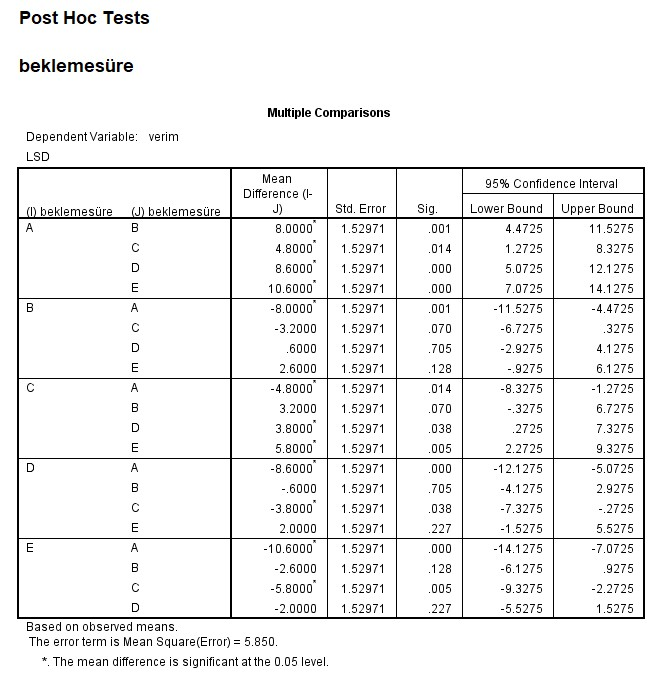 Post Hoc Tests
beklemesüre
Multiple Comparisons
Dependent Variable: verim
LSD
(I) beklemesüre (J) beklemesüre Mean Difference (I-J) Std. Error Sig. 95% Confidence Interval
Lower Bound Upper Bound
A B 8.0000* 1.52971 .001 4.4725 11.5275
C 4.8000* 1.52971 .014 1.2725 8.3275
D 8.6000* 1.52971 .000 5.0725 12.1275
E 10.6000* 1.52971 .000 7.0725 14.1275
B A -8.0000* 1.52971 .001 -11.5275 -4.4725
C -3.2000 1.52971 .070 -6.7275 .3275
D .6000 1.52971 .705 -2.9275 4.1275
E 2.6000 1.52971 .128 -.9275 6.1275
C A -4.8000* 1.52971 .014 -8.3275 -1.2725
B 3.2000 1.52971 .070 -.3275 6.7275
D 3.8000* 1.52971 .038 .2725 7.3275
E 5.8000* 1.52971 .005 2.2725 9.3275
D A -8.6000* 1.52971 .000 -12.1275 -5.0725
B -.6000 1.52971 .705 -4.1275 2.9275
C -3.8000* 1.52971 .038 -7.3275 -.2725
E 2.0000 1.52971 .227 -1.5275 5.5275
E A -10.6000* 1.52971 .000 -14.1275 -7.0725
B -2.6000 1.52971 .128 -6.1275 .9275
C -5.8000* 1.52971 .005 -9.3275 -2.2725
D -2.0000 1.52971 .227 -5.5275 1.5275
Based on observed means.
The error term is Mean Square(Error) = 5.850.
*. The mean difference is significant at the 0.05 level.